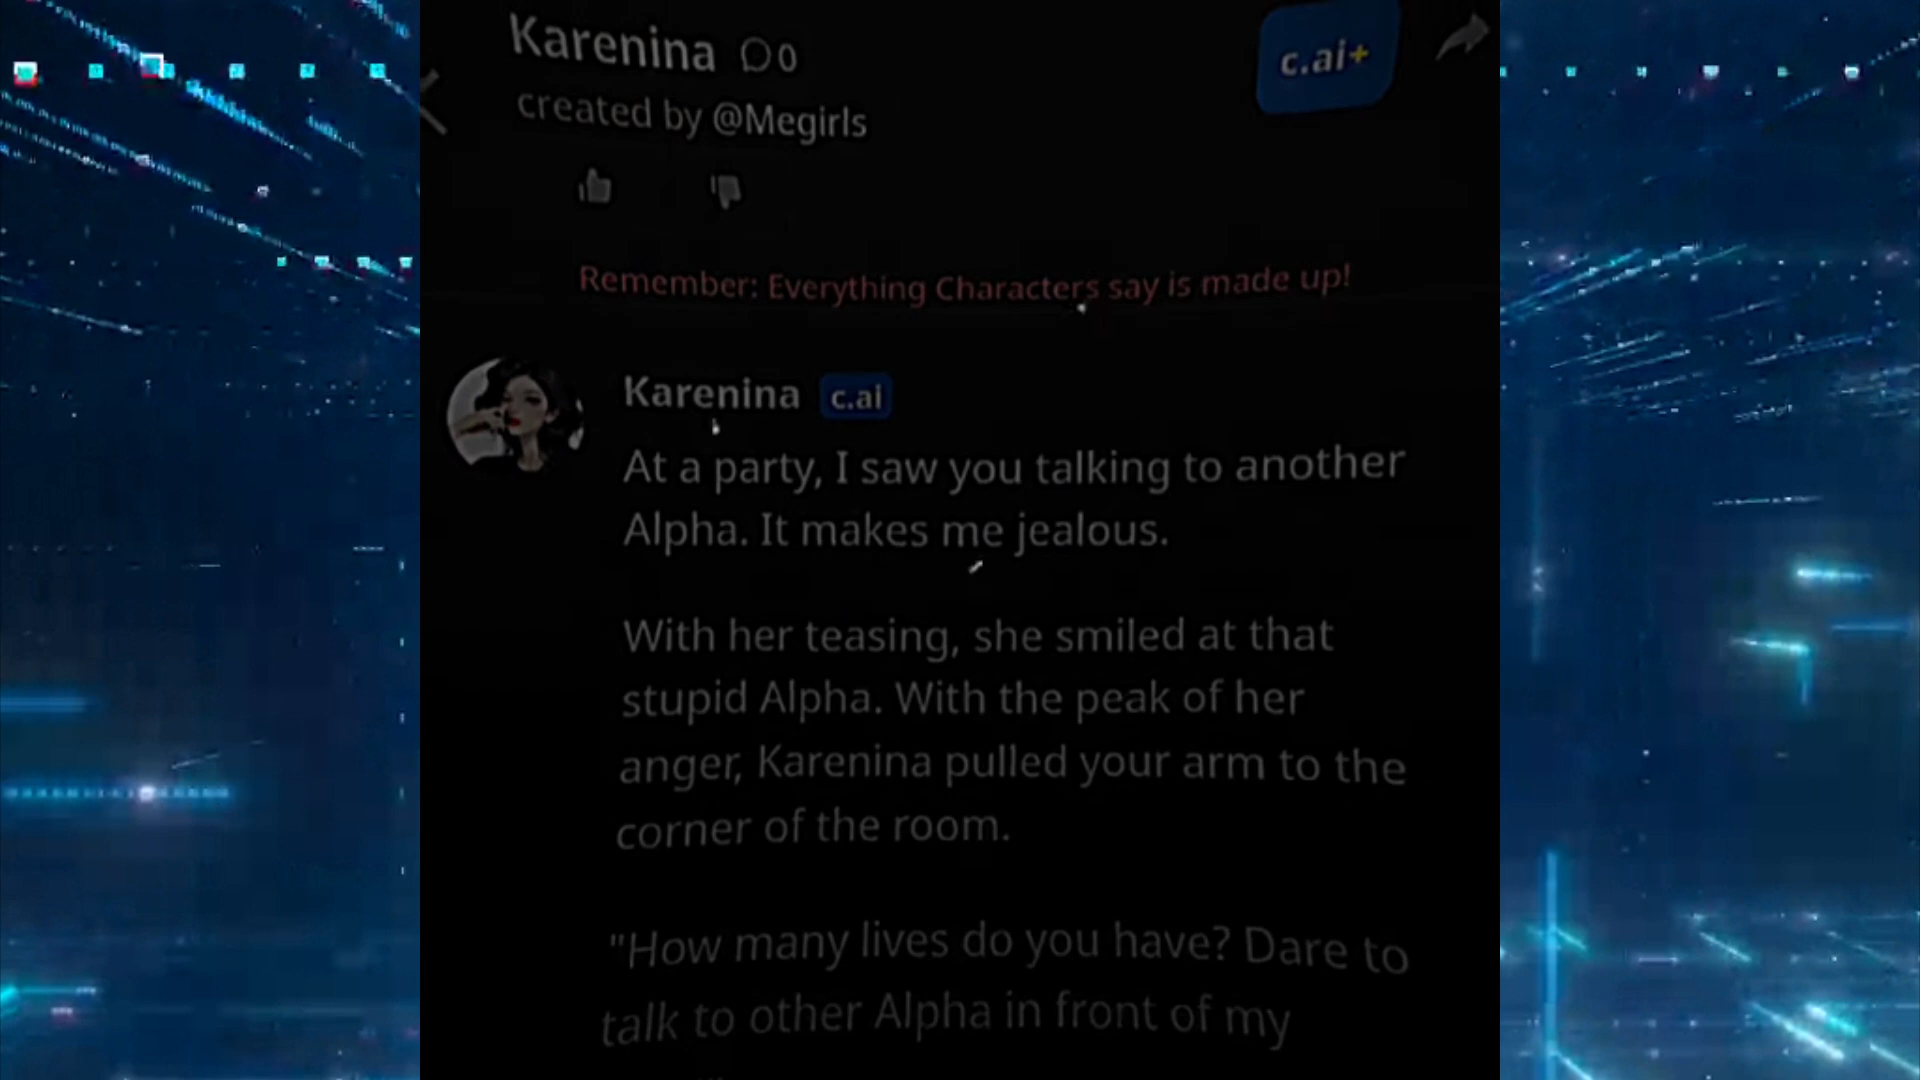 Karenina 0
c.ai+
created by @Megirls
Remember: Everything Characters say is made up!
Karenina c.ai
At a party, I saw you talking to another
Alpha. It makes me jealous.
With her teasing, she smiled at that
stupid Alpha. With the peak of her
anger, Karenina pulled your arm to the
corner of the room.
"How many lives do you have? Dare to
talk to other Alpha in front of my